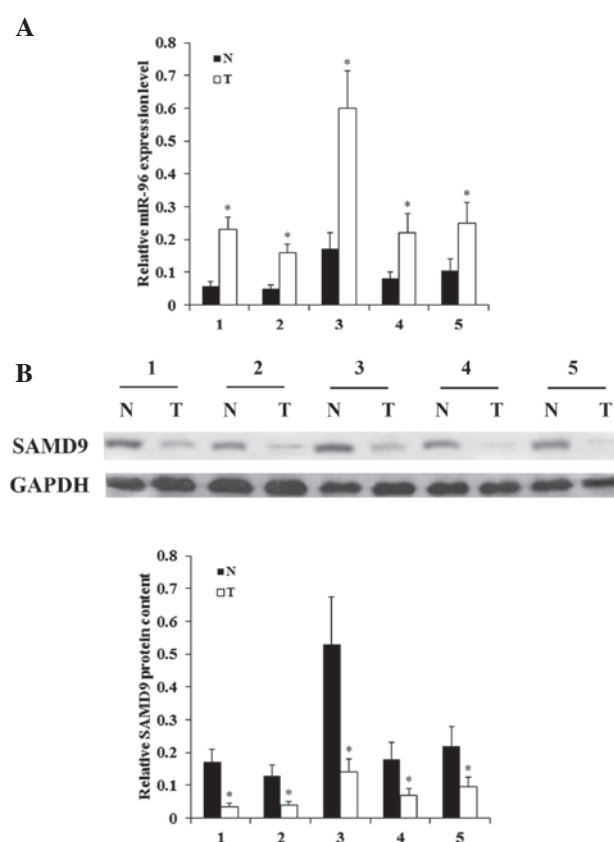 A
Relative miR-96 expression level
0.8
0.7
0.6
0.5
0.4
0.3
0.2
0.1
0
N
T
*
*
*
*
*
1 2 3 4 5
B
1 2 3 4 5
N T N T N T N T N T
SAMD9
GAPDH
Relative SAMD9 protein content
0.8
0.7
0.6
0.5
0.4
0.3
0.2
0.1
0
N
T
*
*
*
*
*
1 2 3 4 5